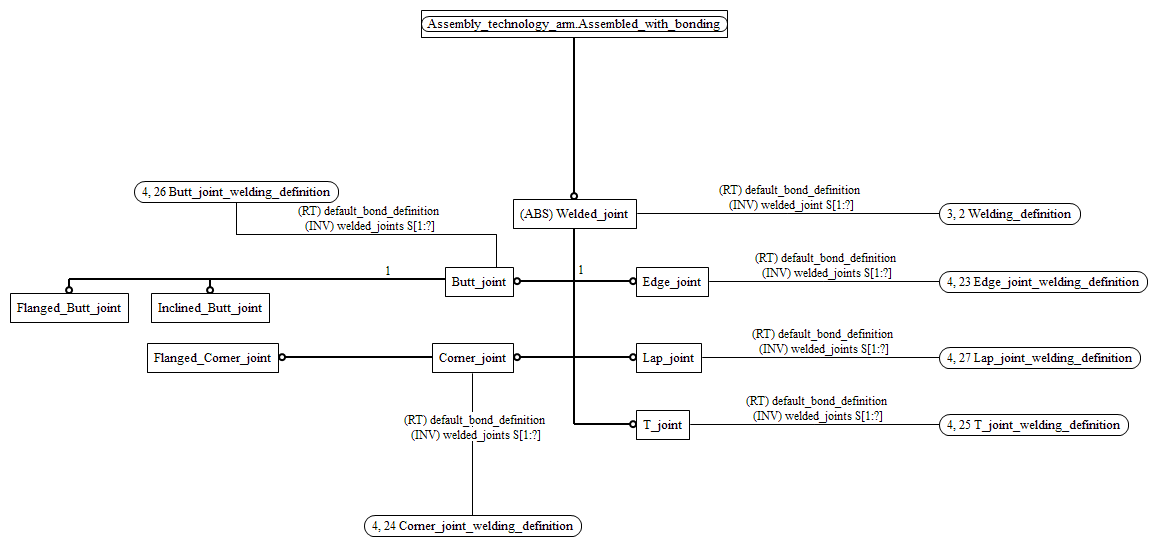 Assembly_technology_arm.Assembled_with_bonding
4, 26 Butt_joint_welding_definition
(RT) default_bond_definition
(INV) welded_joints S[1:?]
(ABS) Welded_joint
(RT) default_bond_definition
(INV) welded_joint S[1:?]
3, 2 Welding_definition
1
Butt_joint
1
Edge_joint
(RT) default_bond_definition
(INV) welded_joints S[1:?]
4, 23 Edge_joint_welding_definition
Flanged_Butt_joint
Inclined_Butt_joint
Flanged_Corner_joint
Corner_joint
Lap_joint
(RT) default_bond_definition
(INV) welded_joints S[1:?]
4, 27 Lap_joint_welding_definition
(RT) default_bond_definition
(INV) welded_joints S[1:?]
T_joint
(RT) default_bond_definition
(INV) welded_joints S[1:?]
4, 25 T_joint_welding_definition
4, 24 Corner_joint_welding_definition